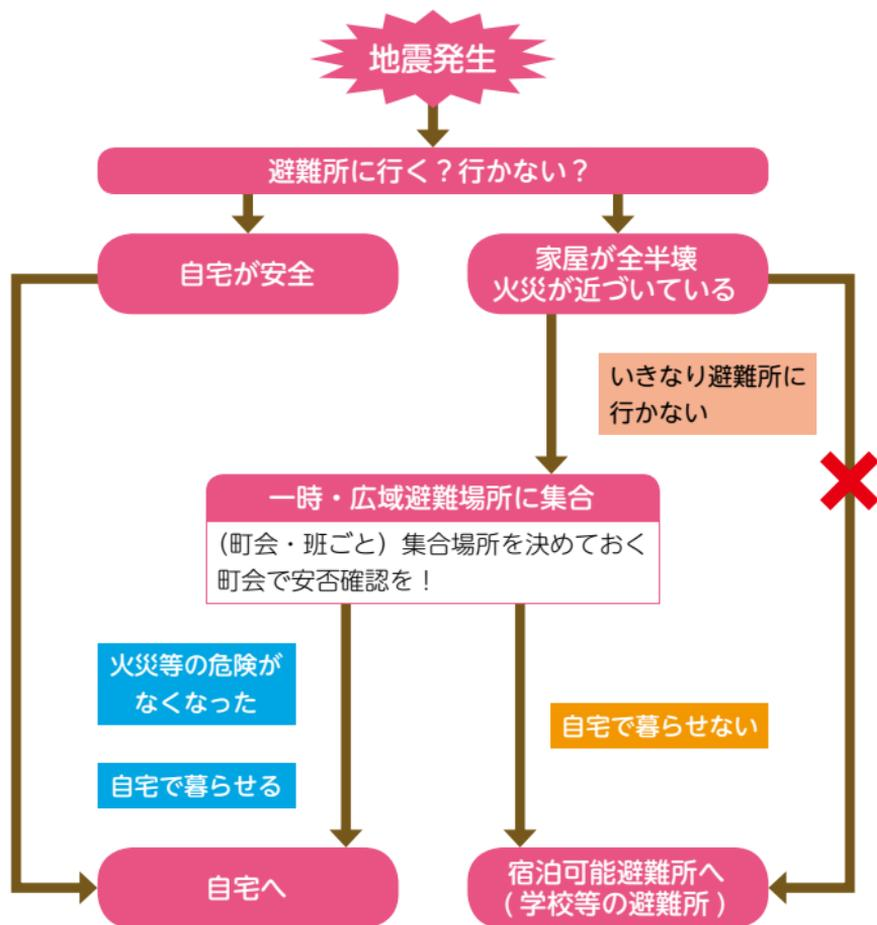 地震発生
避難所に行く？行かない？
自宅が安全
家屋が全半壊
火災が近づいている
いきなり避難所に
行かない
一時・広域避難場所に集合
（町会・班ごと）集合場所を決めておく
町会で安否確認を！
火災等の危険が
なくなった
自宅で暮らせる
自宅で暮らせない
自宅へ
宿泊可能避難所へ
( 学校等の避難所 )